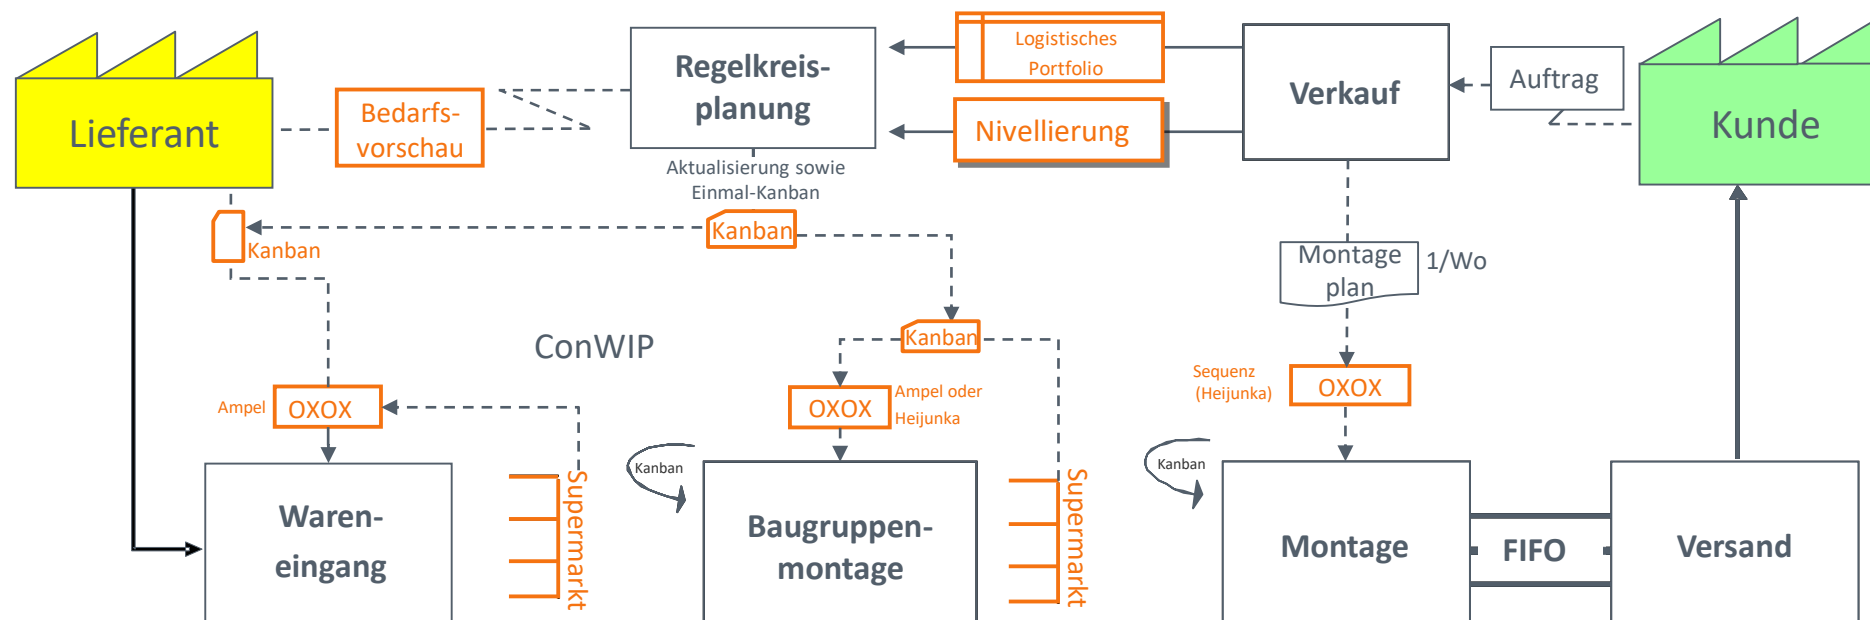 Lieferant
Bedarfs-
vorschau
Regelkreis-
planung
Aktualisierung sowie
Einmal-Kanban
Logistisches
Portfolio
Nivellierung
Verkauf
Auftrag
Kunde
Kanban
Kanban
Montage
plan
1/Wo
ConWIP
Kanban
Ampel
OXOX
OXOX
Ampel oder
Heijunka
Sequenz
(Heijunka)
OXOX
Waren-
eingang
Supermarkt
Kanban
Baugruppen-
montage
Supermarkt
Kanban
Montage
FIFO
Versand